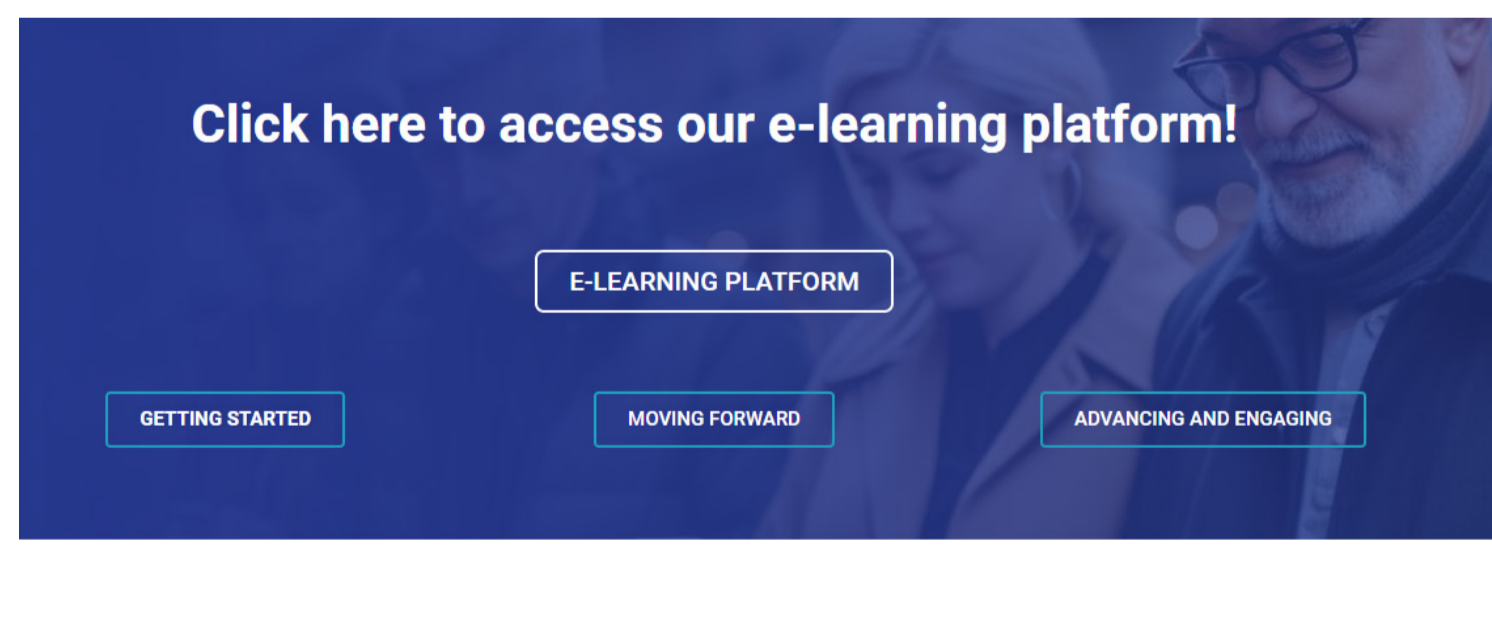 Click here to access our e-learning platform!
E-LEARNING PLATFORM
GETTING STARTED
MOVING FORWARD
ADVANCING AND ENGAGING